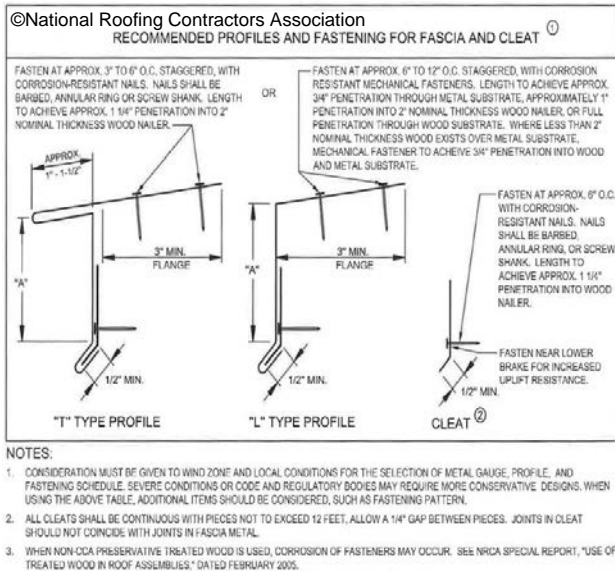 ©National Roofing Contractors Association
RECOMMENDED PROFILES AND FASTENING FOR FASCIA AND CLEAT ①
FASTEN AT APPROX. 3" TO 6" O.C. STAGGERED, WITH
CORROSION-RESISTANT NAILS. NAILS SHALL BE
BARBED, ANNULAR RING OR SCREW SHANK. LENGTH
TO ACHIEVE APPROX. 1 1/4" PENETRATION INTO 2"
NOMINAL THICKNESS WOOD NAILER.
OR
FASTEN AT APPROX. 6" TO 12" O.C. STAGGERED, WITH CORROSION
RESISTANT MECHANICAL FASTENERS. LENGTH TO ACHIEVE APPROX.
3/4" PENETRATION THROUGH METAL SUBSTRATE, APPROXIMATELY 1"
PENETRATION INTO 2" NOMINAL THICKNESS WOOD NAILER, OR FULL
PENETRATION THROUGH WOOD SUBSTRATE. WHERE LESS THAN 2"
NOMINAL THICKNESS WOOD EXISTS OVER METAL SUBSTRATE,
MECHANICAL FASTENER TO ACHEIVE 3/4" PENETRATION INTO WOOD
AND METAL SUBSTRATE.
APPROX.
1" - 1-1/2"
"A"
3" MIN.
FLANGE
1/2" MIN.
"T" TYPE PROFILE
"A"
3" MIN.
FLANGE
1/2" MIN.
"L" TYPE PROFILE
FASTEN AT APPROX. 6" O.C.
WITH CORROSION-
RESISTANT NAILS. NAILS
SHALL BE BARBED,
ANNULAR RING, OR SCREW
SHANK. LENGTH TO
ACHIEVE APPROX. 1 1/4"
PENETRATION INTO WOOD
NAILER.
FASTEN NEAR LOWER
BRAKE FOR INCREASED
UPLIFT RESISTANCE.
1/2" MIN.
CLEAT ②
NOTES:
1. CONSIDERATION MUST BE GIVEN TO WIND ZONE AND LOCAL CONDITIONS FOR THE SELECTION OF METAL GAUGE, PROFILE, AND
FASTENING SCHEDULE. SEVERE CONDITIONS OR CODE AND REGULATORY BODIES MAY REQUIRE MORE CONSERVATIVE DESIGNS. WHEN
USING THE ABOVE TABLE, ADDITIONAL ITEMS SHOULD BE CONSIDERED, SUCH AS FASTENING PATTERN.
2. ALL CLEATS SHALL BE CONTINUOUS WITH PIECES NOT TO EXCEED 12 FEET, ALLOW A 1/4" GAP BETWEEN PIECES. JOINTS IN CLEAT
SHOULD NOT COINCIDE WITH JOINTS IN FASCIA METAL.
3. WHEN NON-CCA PRESERVATIVE TREATED WOOD IS USED, CORROSION OF FASTENERS MAY OCCUR. SEE NRCA SPECIAL REPORT, "USE OF
TREATED WOOD IN ROOF ASSEMBLIES," DATED FEBRUARY 2005.